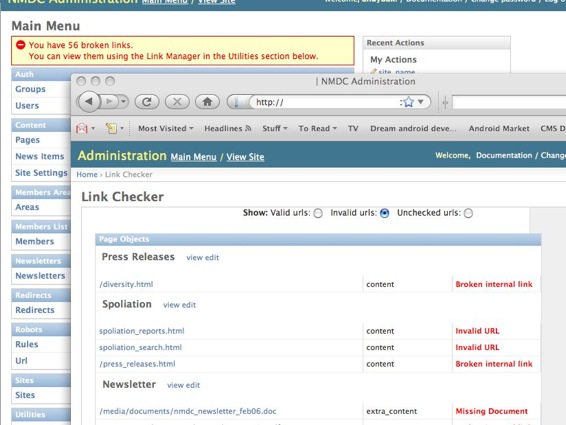 NMDC Administration Main Menu / View Site
Documentation / Change password /
Main Menu
You have 56 broken links.
You can view them using the Link Manager in the Utilities section below.
Recent Actions
My Actions
site_name
Auth
Groups
Users
Content
Pages
News Items
Site Settings
Members Area
Areas
Members List
Members
Newsletters
Newsletters
Redirects
Redirects
Robots
Rules
Url
Sites
Sites
Utilities
| NMDC Administration
http://
Most Visited
Headlines
Stuff
To Read
TV
Dream android deve...
Android Market
CMS D
Administration Main Menu / View Site
Welcome, Documentation / Chang
Home › Link Checker
Link Checker
Show: Valid urls: Invalid urls: Unchecked urls:
Page Objects
Press Releases view edit
/diversity.html content Broken internal link
Spoliation view edit
spoliation_reports.html content Invalid URL
spoliation_search.html content Invalid URL
/press_releases.html content Broken internal link
Newsletter view edit
/media/documents/nmdc_newsletter_feb06.doc extra_content Missing Document